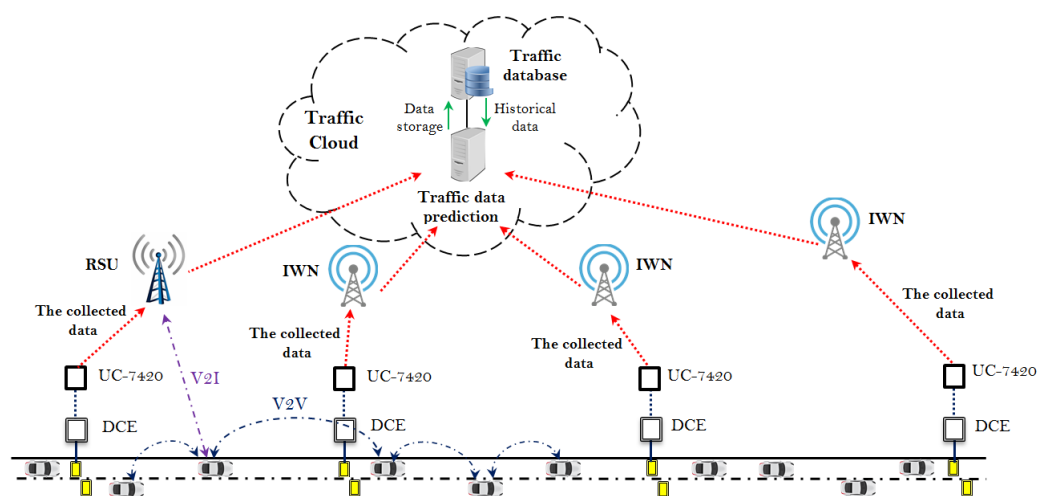 Traffic
database
Data
storage
Historical
data
Traffic
Cloud
Traffic data
prediction
IWN
RSU
IWN
IWN
The collected
data
The collected
data
The collected
data
The collected
data
UC-7420
V2I
UC-7420
UC-7420
UC-7420
V2V
DCE
DCE
DCE
DCE